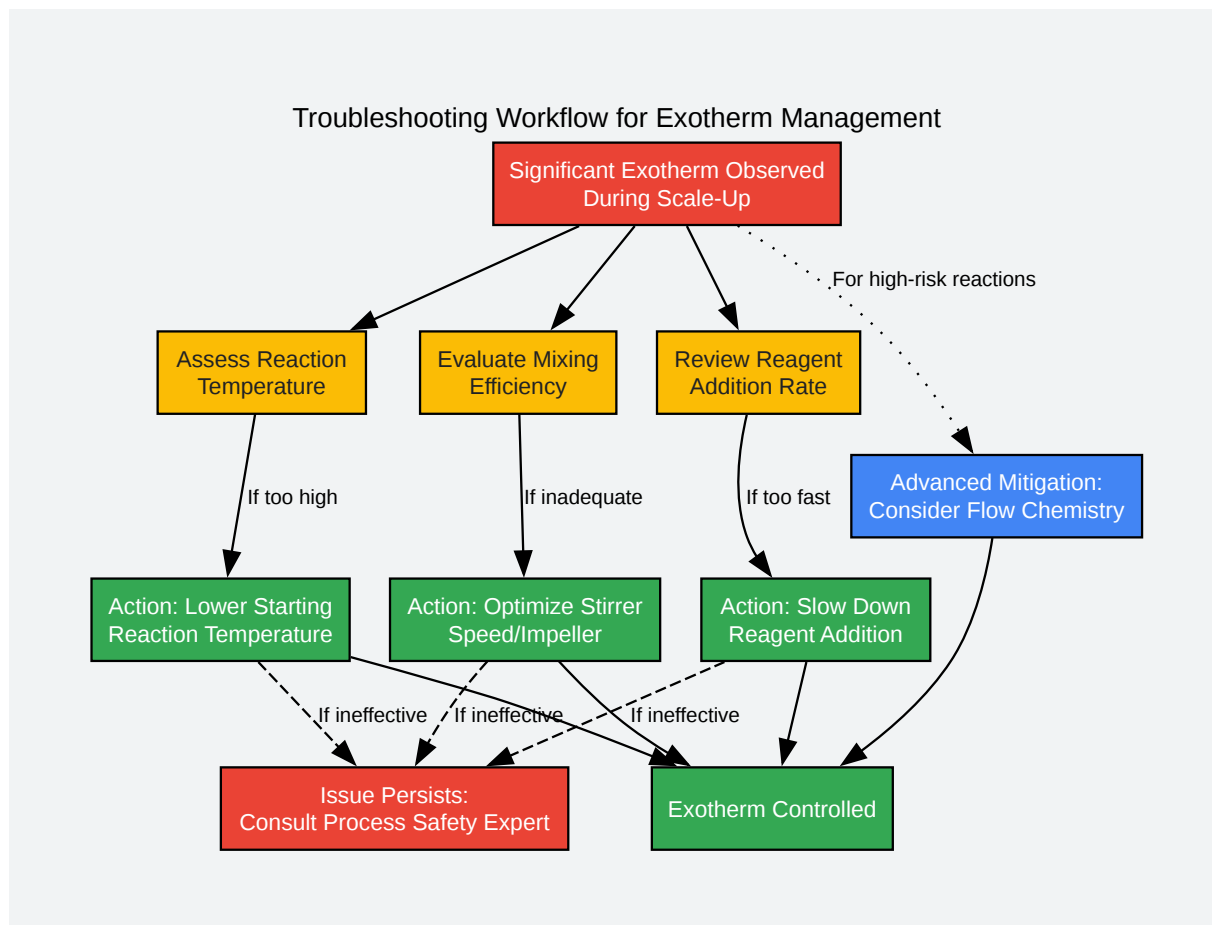 Troubleshooting Workflow for Exotherm Management
Significant Exotherm Observed
During Scale-Up
For high-risk reactions
Assess Reaction
Temperature
Evaluate Mixing
Efficiency
Review Reagent
Addition Rate
Advanced Mitigation:
Consider Flow Chemistry
If too high
If inadequate
If too fast
Action: Lower Starting
Reaction Temperature
Action: Optimize Stirrer
Speed/Impeller
Action: Slow Down
Reagent Addition
If ineffective
If ineffective
If ineffective
Issue Persists:
Consult Process Safety Expert
Exotherm Controlled